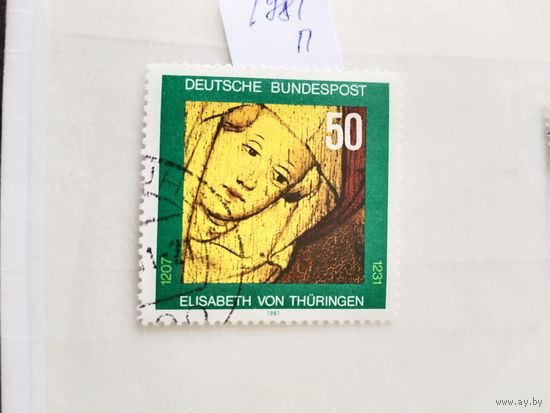 1981
П
DEUTSCHE BUNDESPOST
50
1207
1231
ELISABETH VON THÜRINGEN
1981
www.ay.by